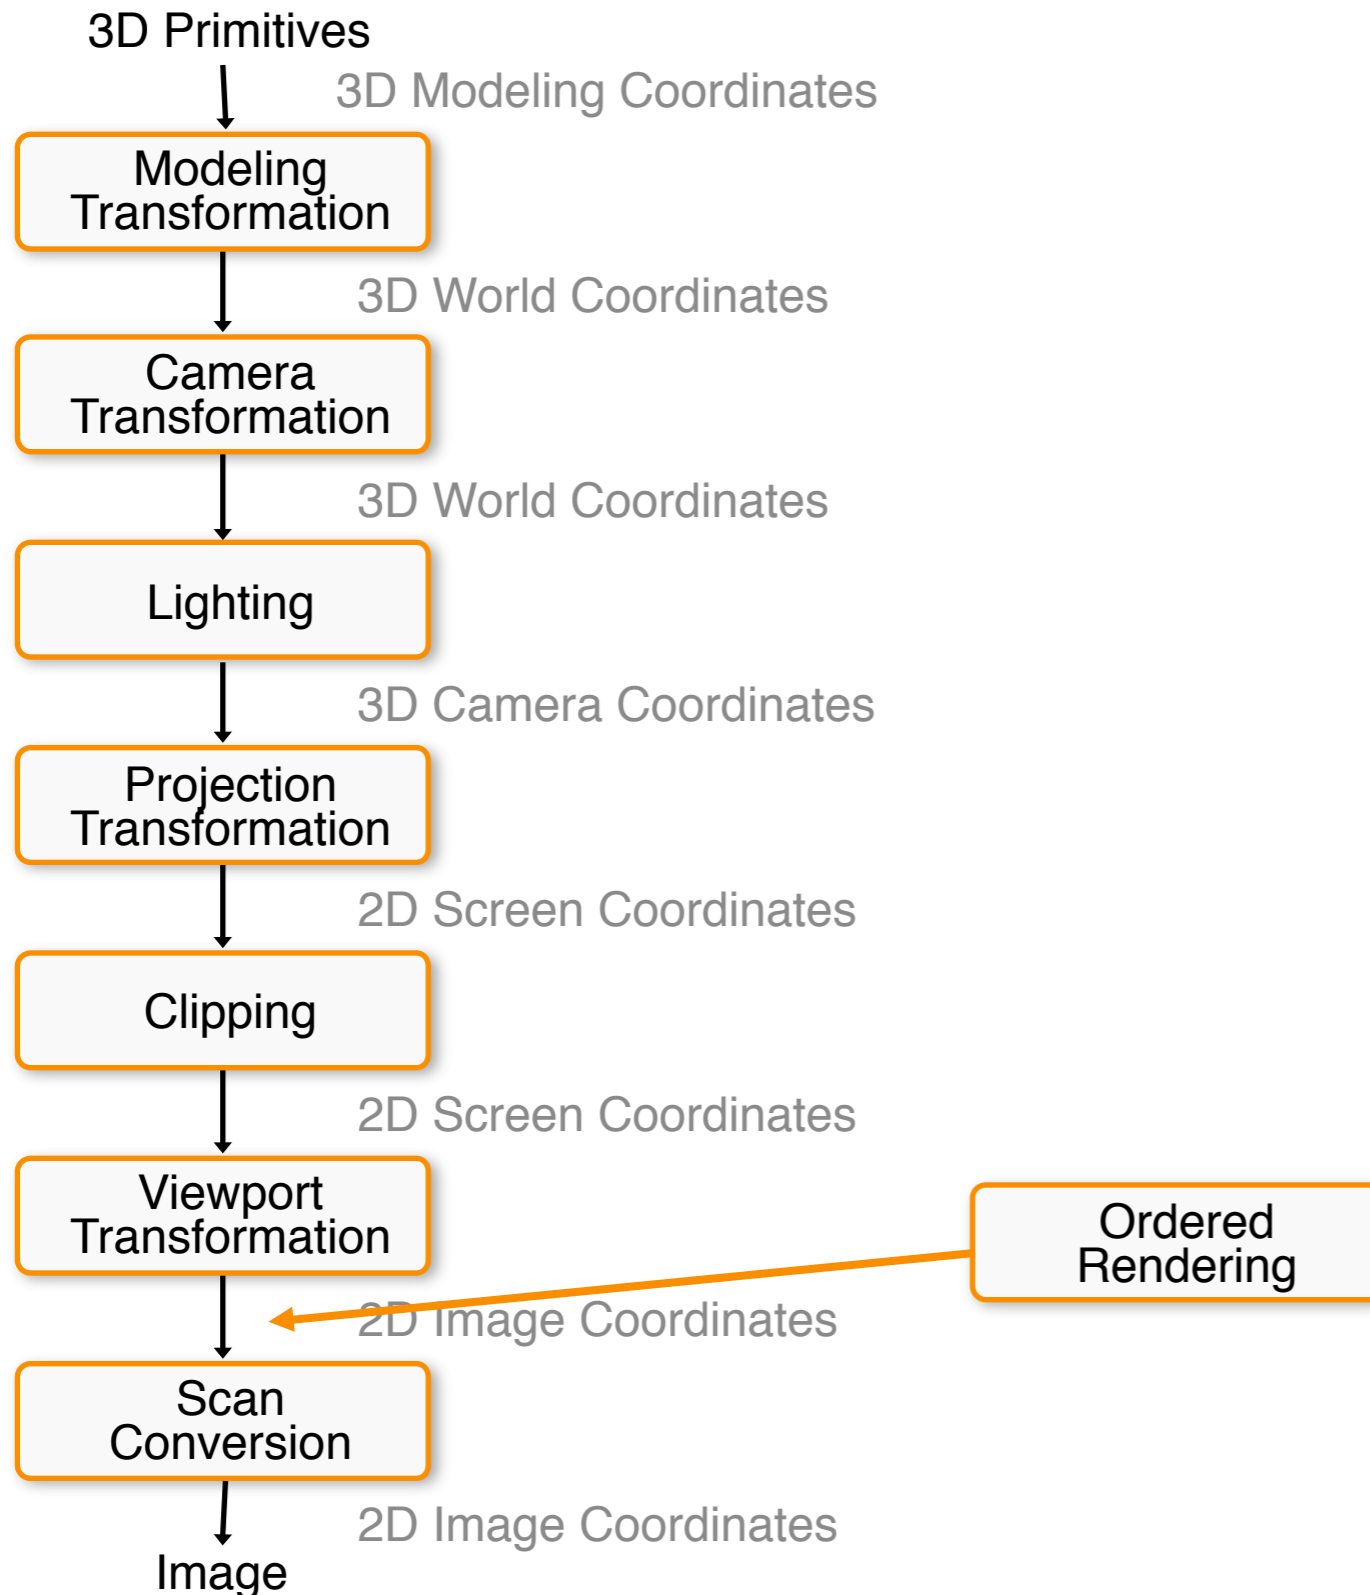 3D Primitives
3D Modeling Coordinates
Modeling
Transformation
3D World Coordinates
Camera
Transformation
3D World Coordinates
Lighting
3D Camera Coordinates
Projection
Transformation
2D Screen Coordinates
Clipping
2D Screen Coordinates
Viewport
Transformation
Ordered
Rendering
2D Image Coordinates
Scan
Conversion
2D Image Coordinates
Image